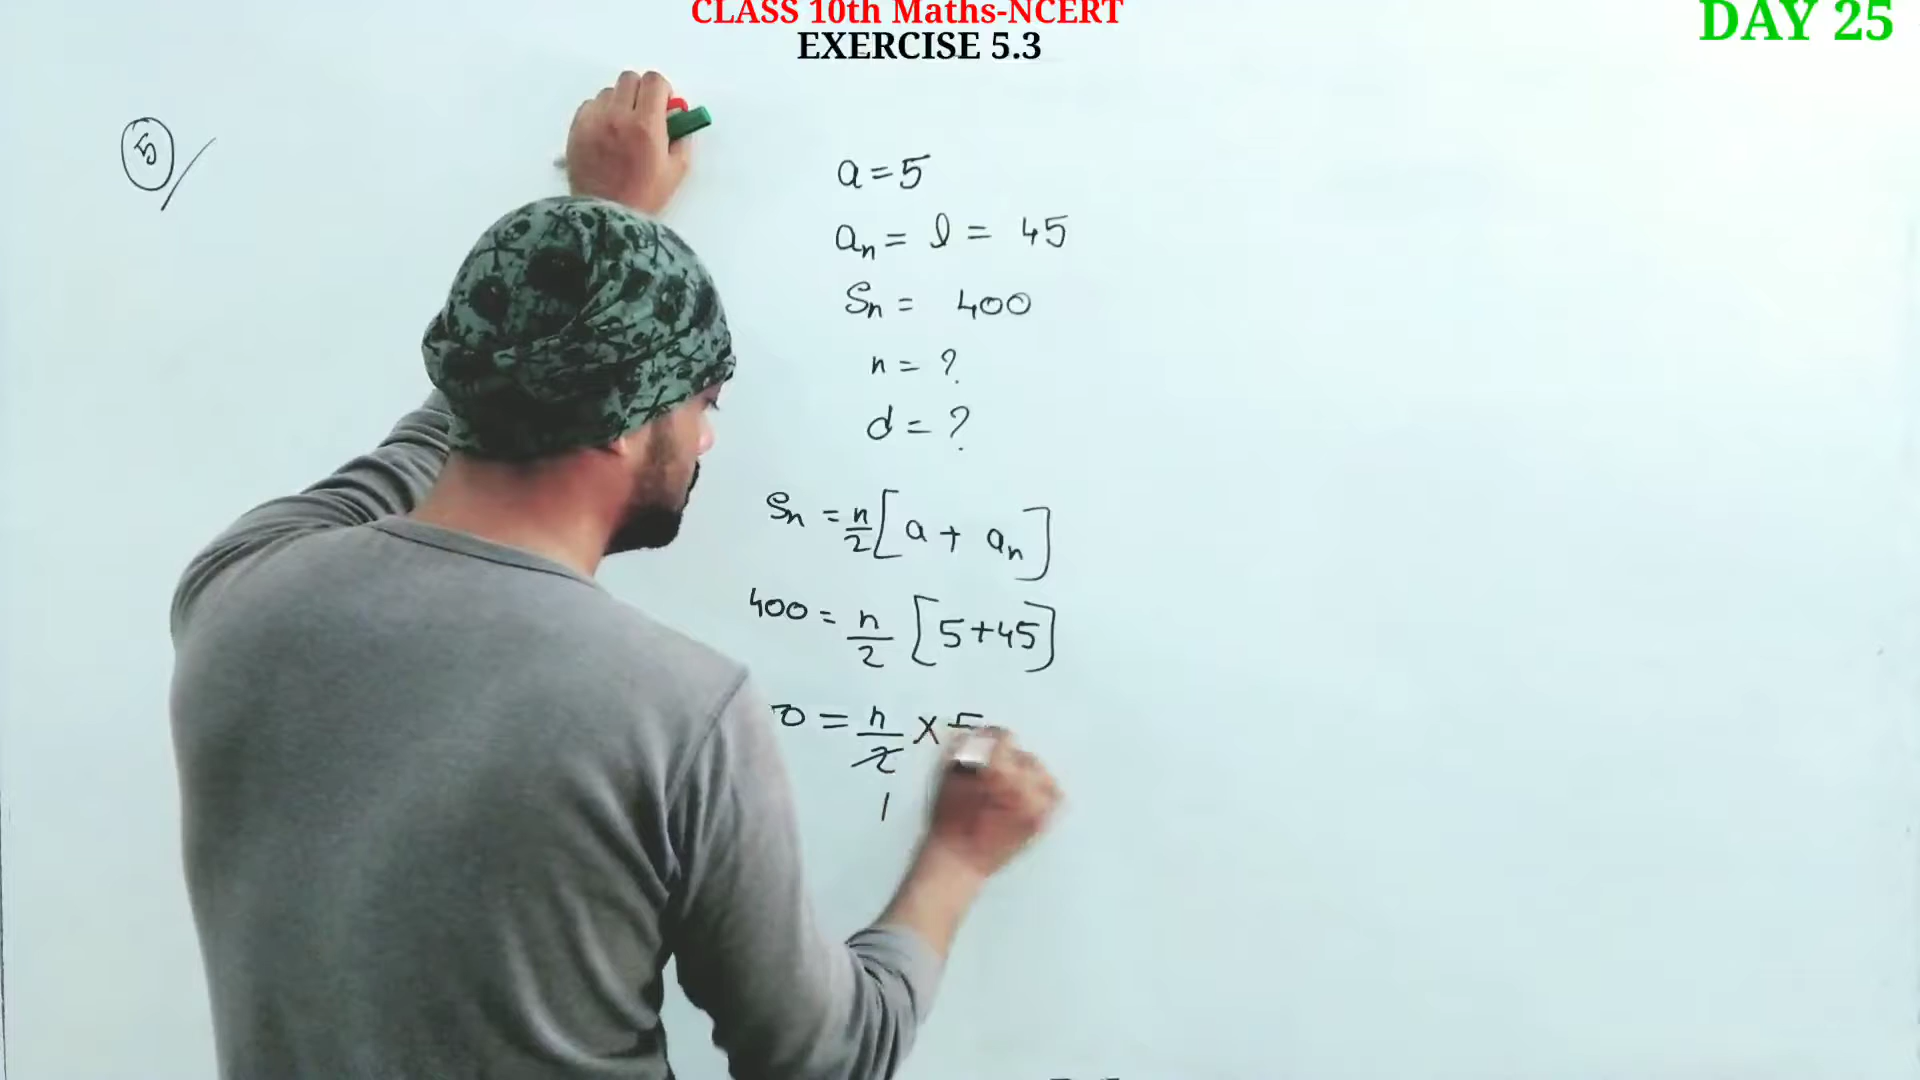 CLASS 10th Maths-NCERT
EXERCISE 5.3
DAY 25
5
a = 5
an = l = 45
Sn = 400
n = ?
d = ?
Sn = n/2 [a + an]
400 = n/2 [5+45]
0 = n/2 × 5
1